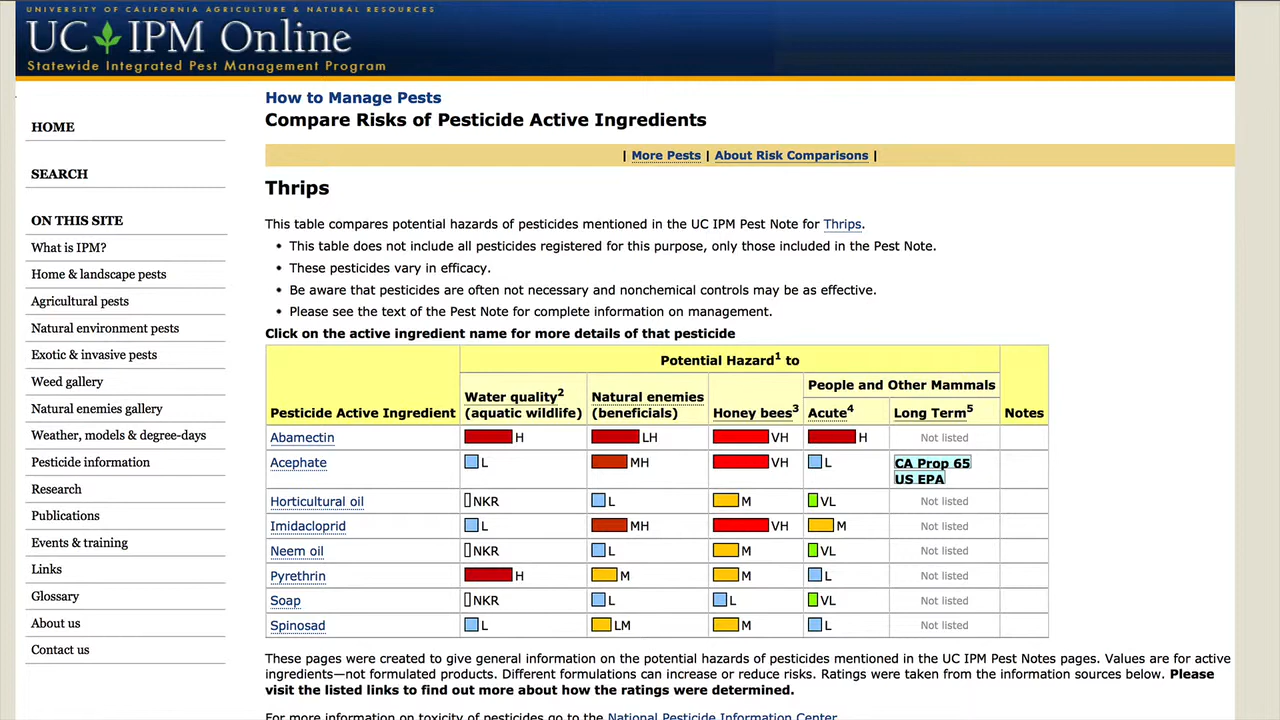 UNIVERSITY OF CALIFORNIA AGRICULTURE & NATURAL RESOURCES
UC IPM Online
Statewide Integrated Pest Management Program
HOME
SEARCH
ON THIS SITE
What is IPM?
Home & landscape pests
Agricultural pests
Natural environment pests
Exotic & invasive pests
Weed gallery
Natural enemies gallery
Weather, models & degree-days
Pesticide information
Research
Publications
Events & training
Links
Glossary
About us
Contact us
How to Manage Pests
Compare Risks of Pesticide Active Ingredients
| More Pests | About Risk Comparisons |
Thrips
This table compares potential hazards of pesticides mentioned in the UC IPM Pest Note for Thrips.
• This table does not include all pesticides registered for this purpose, only those included in the Pest Note.
• These pesticides vary in efficacy.
• Be aware that pesticides are often not necessary and nonchemical controls may be as effective.
• Please see the text of the Pest Note for complete information on management.
Click on the active ingredient name for more details of that pesticide
Potential Hazard1 to
People and Other Mammals
Water quality2 Natural enemies
Pesticide Active Ingredient (aquatic wildlife) (beneficials) Honey bees3 Acute4 Long Term5 Notes
Abamectin H LH VH H Not listed
Acephate L MH VH L CA Prop 65
US EPA
Horticultural oil NKR L M VL Not listed
Imidacloprid L MH VH M Not listed
Neem oil NKR L M VL Not listed
Pyrethrin H M M L Not listed
Soap NKR L L VL Not listed
Spinosad L LM M L Not listed
These pages were created to give general information on the potential hazards of pesticides mentioned in the UC IPM Pest Notes pages. Values are for active
ingredients—not formulated products. Different formulations can increase or reduce risks. Ratings were taken from the information sources below. Please
visit the listed links to find out more about how the ratings were determined.
For more information on toxicity of pesticides go to the National Pesticide Information Center.